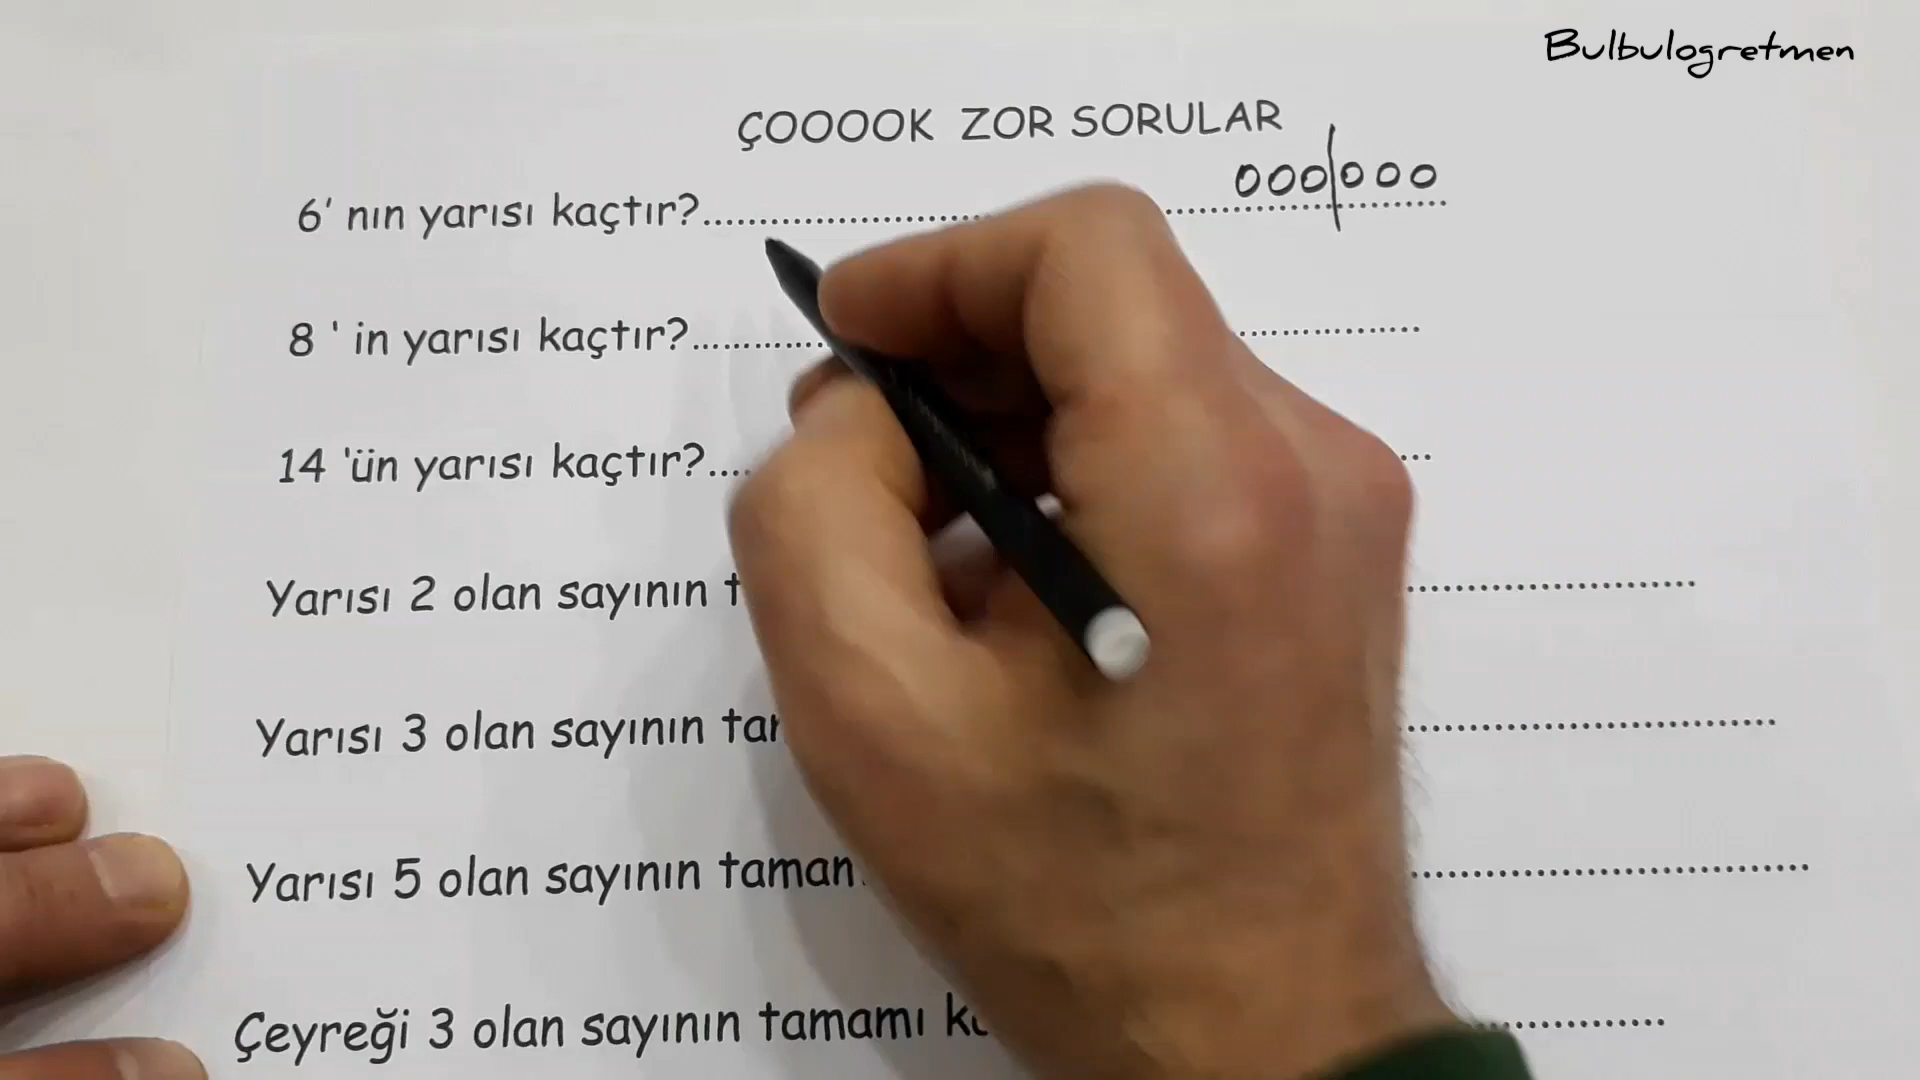 Bulbulogretmen
ÇOOOOK ZOR SORULAR
000|000
6' nın yarısı kaçtır?
8 ' in yarısı kaçtır?
14 'ün yarısı kaçtır?
Yarısı 2 olan sayının
Yarısı 3 olan sayının
Yarısı 5 olan sayının
Çeyreği 3 olan sayının tamamı